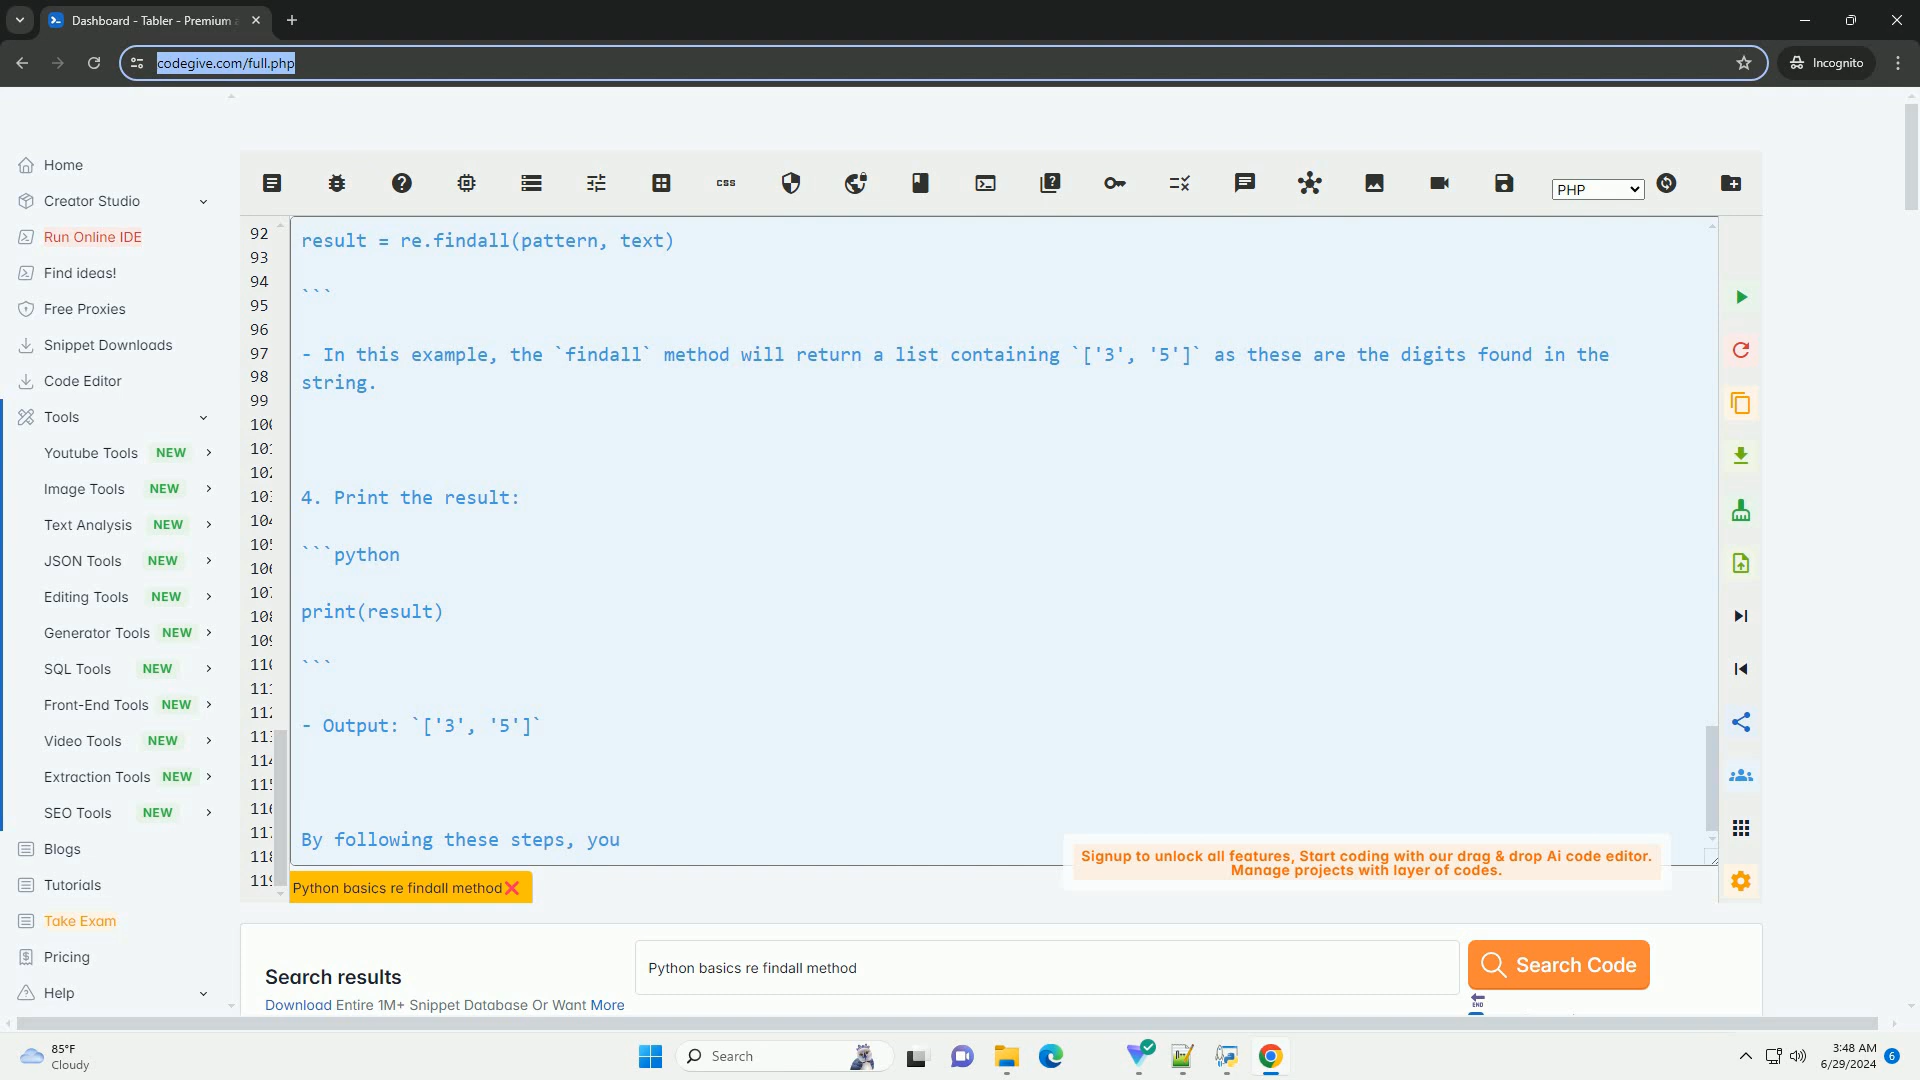 Dashboard - Tabler - Premium
codegive.com/full.php
Incognito
Home
Creator Studio
Run Online IDE
Find ideas!
Free Proxies
Snippet Downloads
Code Editor
Tools
Youtube Tools NEW
Image Tools NEW
Text Analysis NEW
JSON Tools NEW
Editing Tools NEW
Generator Tools NEW
SQL Tools NEW
Front-End Tools NEW
Video Tools NEW
Extraction Tools NEW
SEO Tools NEW
Blogs
Tutorials
Take Exam
Pricing
Help
css
PHP
92
93
94
95
96
97
98
99
result = re.findall(pattern, text)
```
- In this example, the `findall` method will return a list containing `['3', '5']` as these are the digits found in the
string.
4. Print the result:
```python
print(result)
```
- Output: `['3', '5']`
By following these steps, you
Signup to unlock all features, Start coding with our drag & drop Ai code editor.
Manage projects with layer of codes.
Python basics re findall method
Search results
Download Entire 1M+ Snippet Database Or Want More
Python basics re findall method
Search Code
END
85°F
Cloudy
Search
3:48 AM
6/29/2024
6